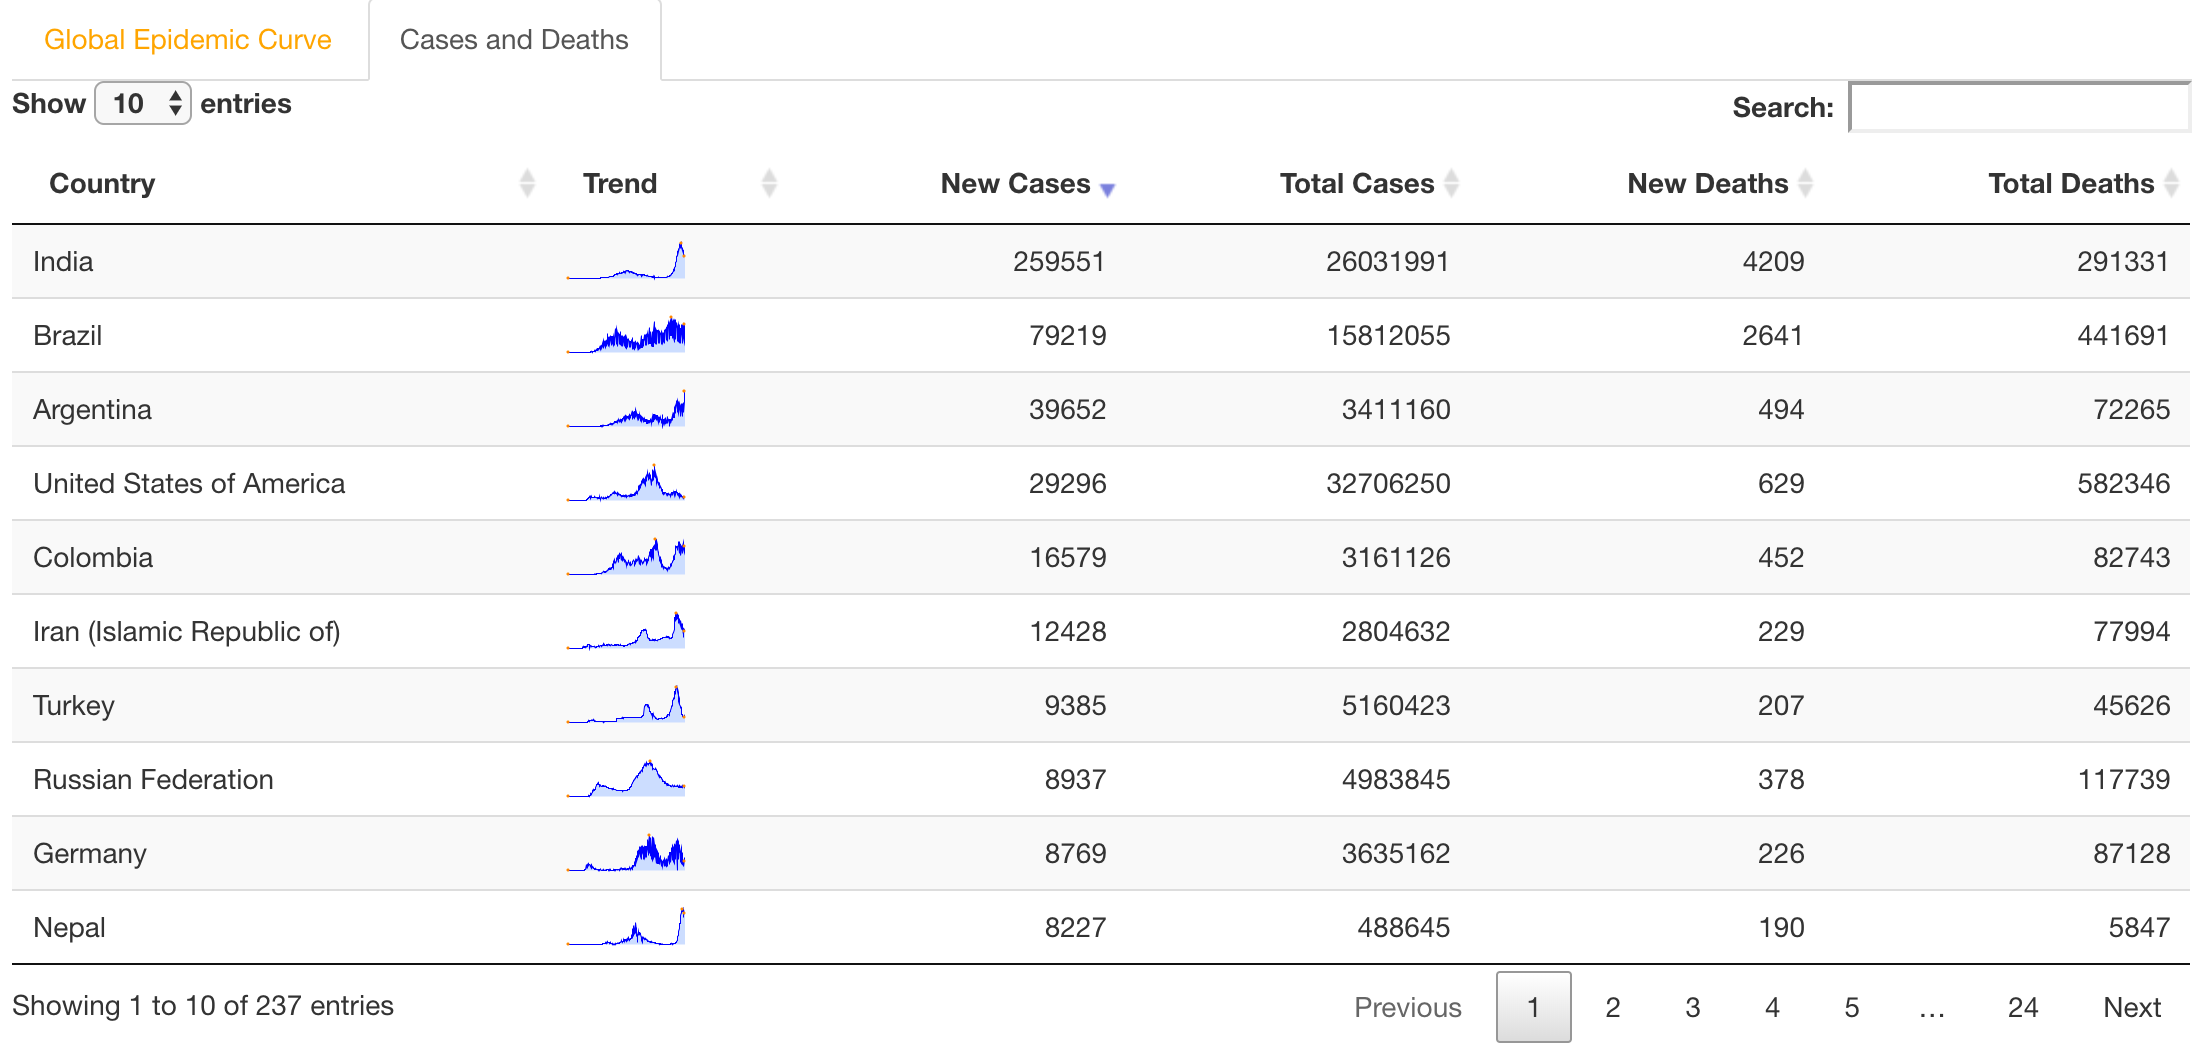 Global Epidemic Curve Cases and Deaths
Show 10 entries Search:
Country Trend New Cases Total Cases New Deaths Total Deaths
India 259551 26031991 4209 291331
Brazil 79219 15812055 2641 441691
Argentina 39652 3411160 494 72265
United States of America 29296 32706250 629 582346
Colombia 16579 3161126 452 82743
Iran (Islamic Republic of) 12428 2804632 229 77994
Turkey 9385 5160423 207 45626
Russian Federation 8937 4983845 378 117739
Germany 8769 3635162 226 87128
Nepal 8227 488645 190 5847
Showing 1 to 10 of 237 entries Previous 1 2 3 4 5 … 24 Next